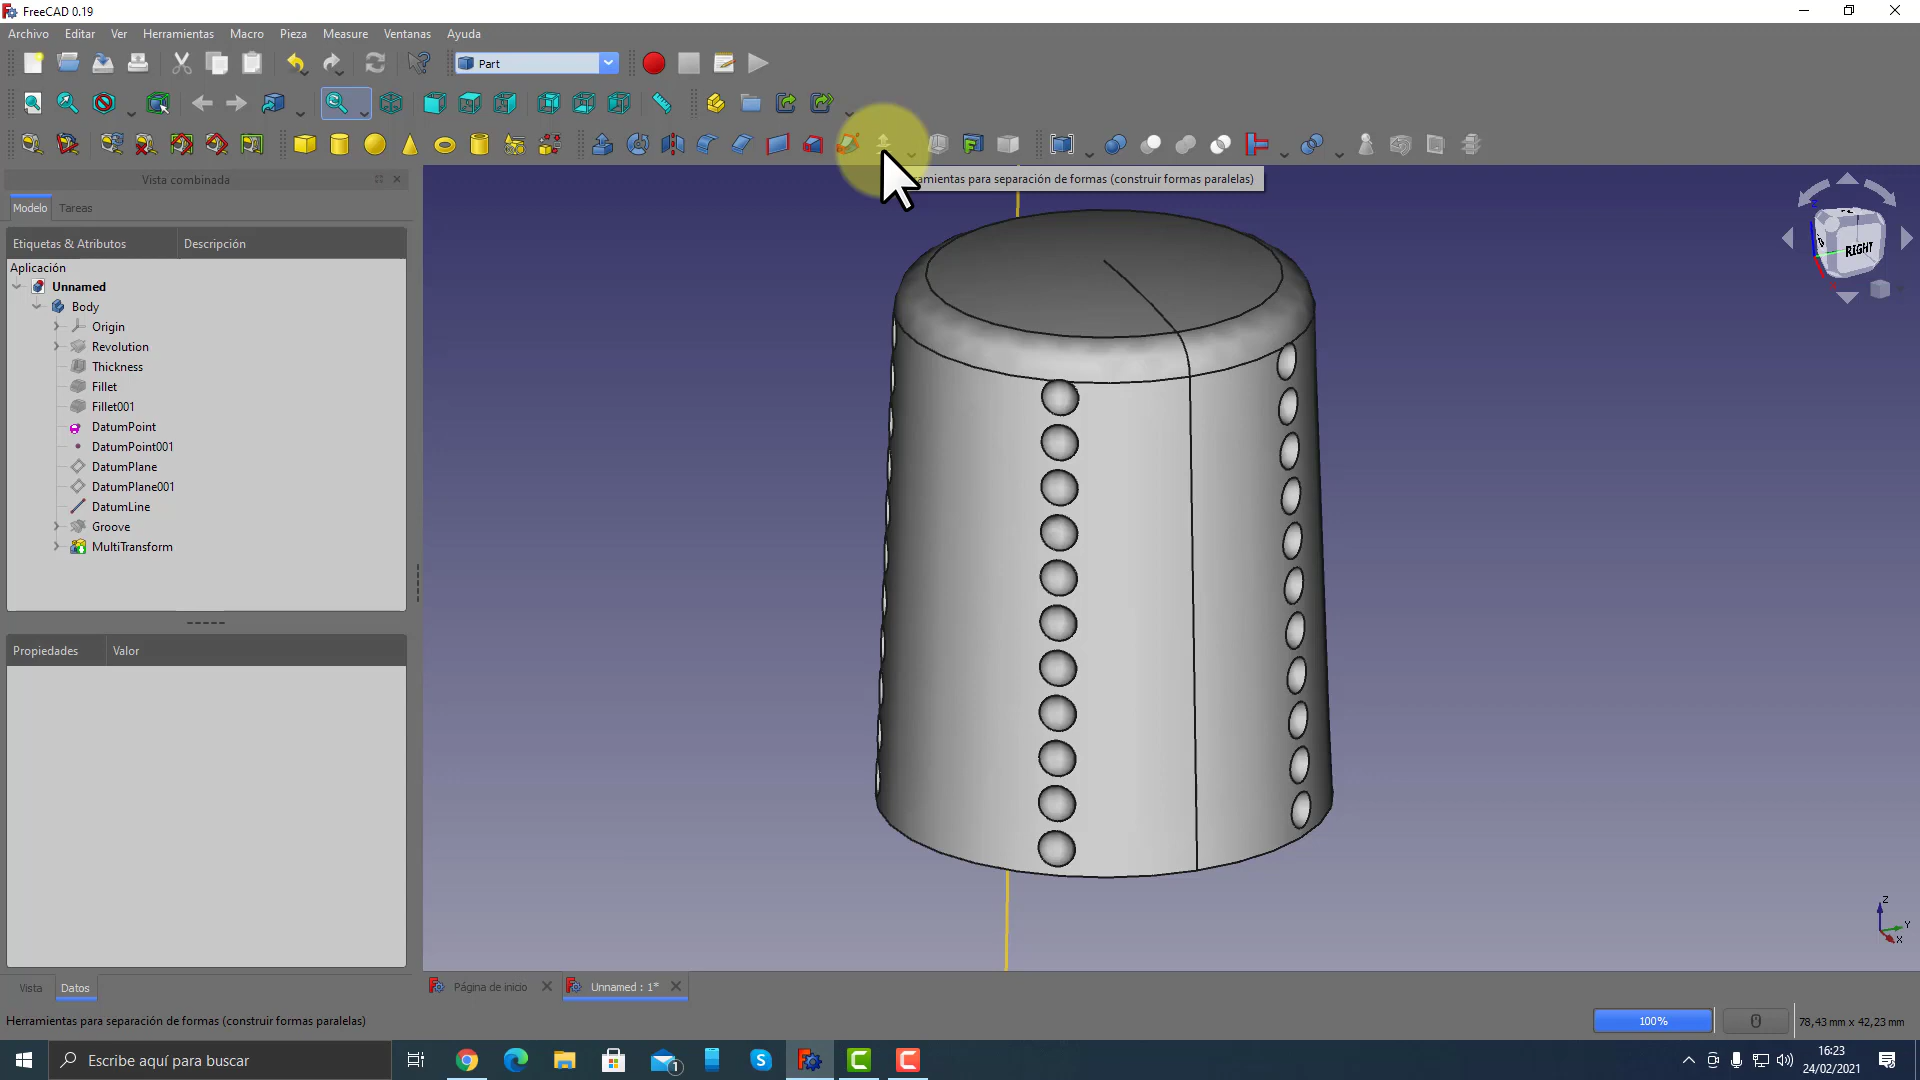 FreeCAD 0.19
Archivo Editar Ver Herramientas Macro Pieza Measure Ventanas Ayuda
Part
Vista combinada
ramientas para separación de formas (construir formas paralelas)
Modelo Tareas
Etiquetas & Atributos Descripción
Aplicación
Unnamed
Body
Origin
Revolution
Thickness
Fillet
Fillet001
DatumPoint
DatumPoint001
DatumPlane
DatumPlane001
DatumLine
Groove
MultiTransform
RIGHT
Z
Y
X
Propiedades Valor
Vista Datos
Página de inicio Unnamed : 1*
Herramientas para separación de formas (construir formas paralelas)
100%
78,43 mm x 42,23 mm
Escribe aquí para buscar
1
16:23
24/02/2021